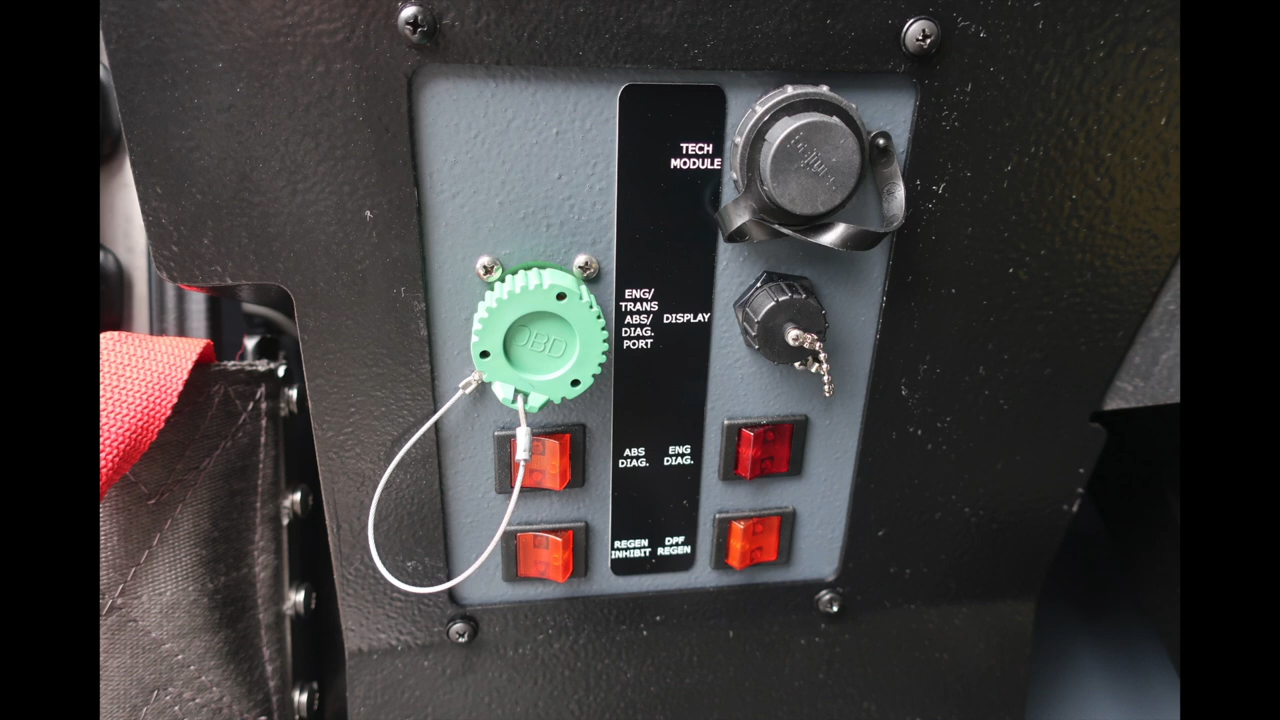 TECH
MODULE
ENG/
TRANS
ABS/
DIAG.
PORT
DISPLAY
OBD
ABS
DIAG.
ENG
DIAG.
REGEN
INHIBIT
DPF
REGEN